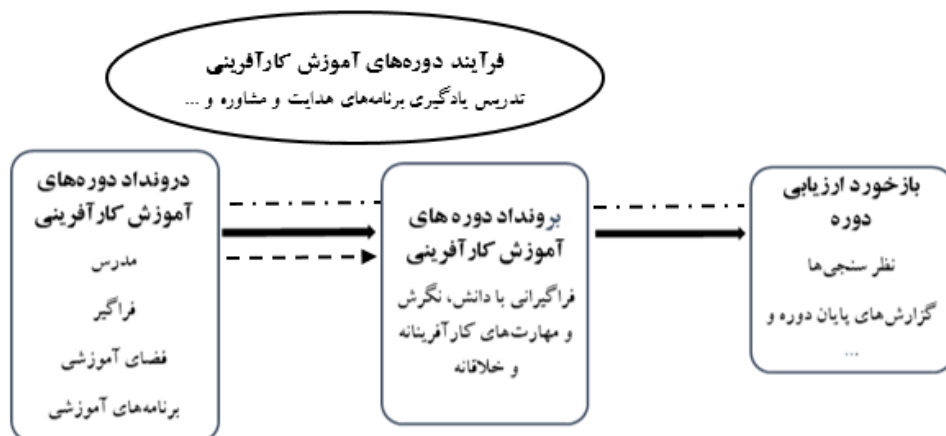 فرآیند دوره‌های آموزش کارآفرینی
تدریس یادگیری برنامه‌های هدایت و مشاوره و ...
درونداد دوره‌های
آموزش کارآفرینی
مدرس
فراگیر
فضای آموزشی
برنامه‌های آموزشی
برونداد دوره های
آموزش کارآفرینی
فراگیرانی با دانش، نگرش
و مهارت‌های کارآفرینانه
و خلاقانه
بازخورد ارزیابی
دوره
نظر سنجی‌ها
گزارش‌های پایان دوره و
...